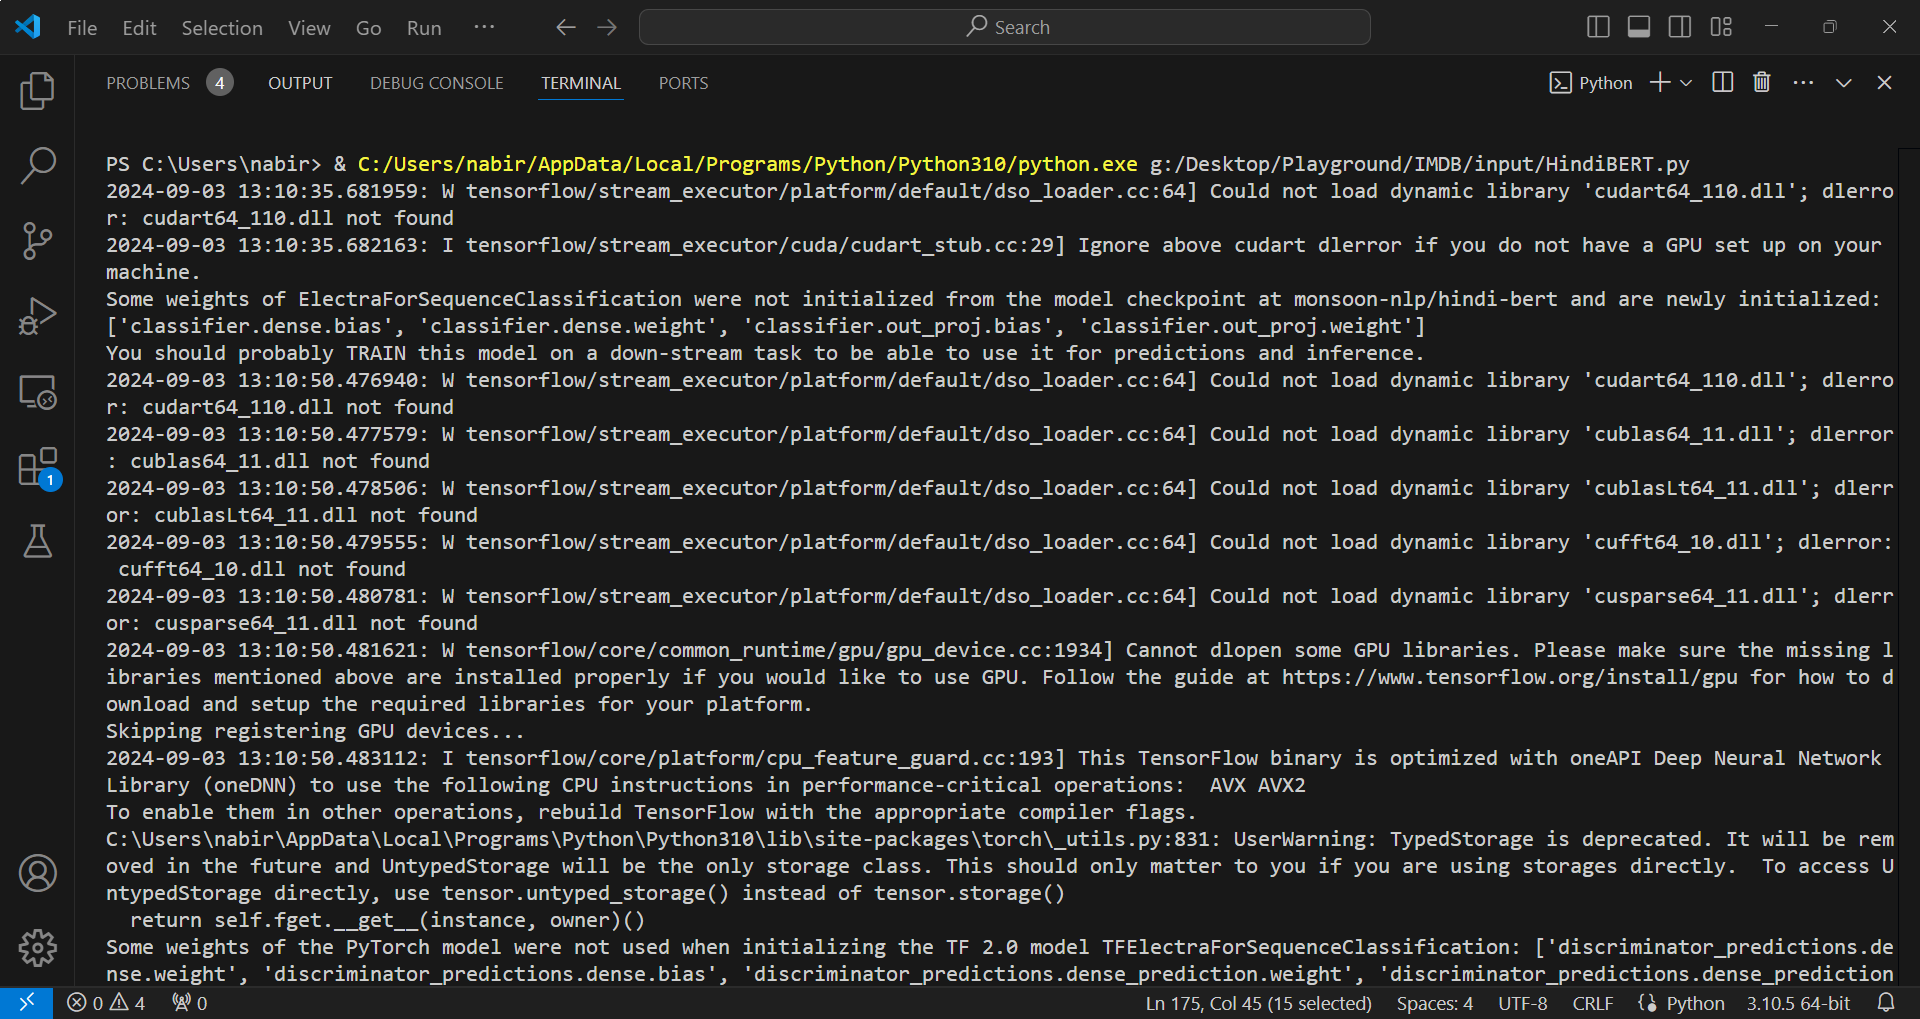 File Edit Selection View Go Run ··· Search
PROBLEMS 4 OUTPUT DEBUG CONSOLE TERMINAL PORTS Python
PS C:\Users\nabir> & C:/Users/nabir/AppData/Local/Programs/Python/Python310/python.exe g:/Desktop/Playground/IMDB/input/HindiBERT.py
2024-09-03 13:10:35.681959: W tensorflow/stream_executor/platform/default/dso_loader.cc:64] Could not load dynamic library 'cudart64_110.dll'; dlerro
r: cudart64_110.dll not found
2024-09-03 13:10:35.682163: I tensorflow/stream_executor/cuda/cudart_stub.cc:29] Ignore above cudart dlerror if you do not have a GPU set up on your
machine.
Some weights of ElectraForSequenceClassification were not initialized from the model checkpoint at monsoon-nlp/hindi-bert and are newly initialized:
['classifier.dense.bias', 'classifier.dense.weight', 'classifier.out_proj.bias', 'classifier.out_proj.weight']
You should probably TRAIN this model on a down-stream task to be able to use it for predictions and inference.
2024-09-03 13:10:50.476940: W tensorflow/stream_executor/platform/default/dso_loader.cc:64] Could not load dynamic library 'cudart64_110.dll'; dlerro
r: cudart64_110.dll not found
2024-09-03 13:10:50.477579: W tensorflow/stream_executor/platform/default/dso_loader.cc:64] Could not load dynamic library 'cublas64_11.dll'; dlerror
: cublas64_11.dll not found
2024-09-03 13:10:50.478506: W tensorflow/stream_executor/platform/default/dso_loader.cc:64] Could not load dynamic library 'cublasLt64_11.dll'; dlerr
or: cublasLt64_11.dll not found
2024-09-03 13:10:50.479555: W tensorflow/stream_executor/platform/default/dso_loader.cc:64] Could not load dynamic library 'cufft64_10.dll'; dlerror:
cufft64_10.dll not found
2024-09-03 13:10:50.480781: W tensorflow/stream_executor/platform/default/dso_loader.cc:64] Could not load dynamic library 'cusparse64_11.dll'; dlerr
or: cusparse64_11.dll not found
2024-09-03 13:10:50.481621: W tensorflow/core/common_runtime/gpu/gpu_device.cc:1934] Cannot dlopen some GPU libraries. Please make sure the missing l
ibraries mentioned above are installed properly if you would like to use GPU. Follow the guide at https://www.tensorflow.org/install/gpu for how to d
ownload and setup the required libraries for your platform.
Skipping registering GPU devices...
2024-09-03 13:10:50.483112: I tensorflow/core/platform/cpu_feature_guard.cc:193] This TensorFlow binary is optimized with oneAPI Deep Neural Network
Library (oneDNN) to use the following CPU instructions in performance-critical operations:  AVX AVX2
To enable them in other operations, rebuild TensorFlow with the appropriate compiler flags.
C:\Users\nabir\AppData\Local\Programs\Python\Python310\lib\site-packages\torch\_utils.py:831: UserWarning: TypedStorage is deprecated. It will be rem
oved in the future and UntypedStorage will be the only storage class. This should only matter to you if you are using storages directly.  To access U
ntypedStorage directly, use tensor.untyped_storage() instead of tensor.storage()
return self.fget.__get__(instance, owner)()
Some weights of the PyTorch model were not used when initializing the TF 2.0 model TFElectraForSequenceClassification: ['discriminator_predictions.de
nse.weight', 'discriminator_predictions.dense.bias', 'discriminator_predictions.dense_prediction.weight', 'discriminator_predictions.dense_prediction
1
0 4 0 Ln 175, Col 45 (15 selected) Spaces: 4 UTF-8 CRLF Python 3.10.5 64-bit